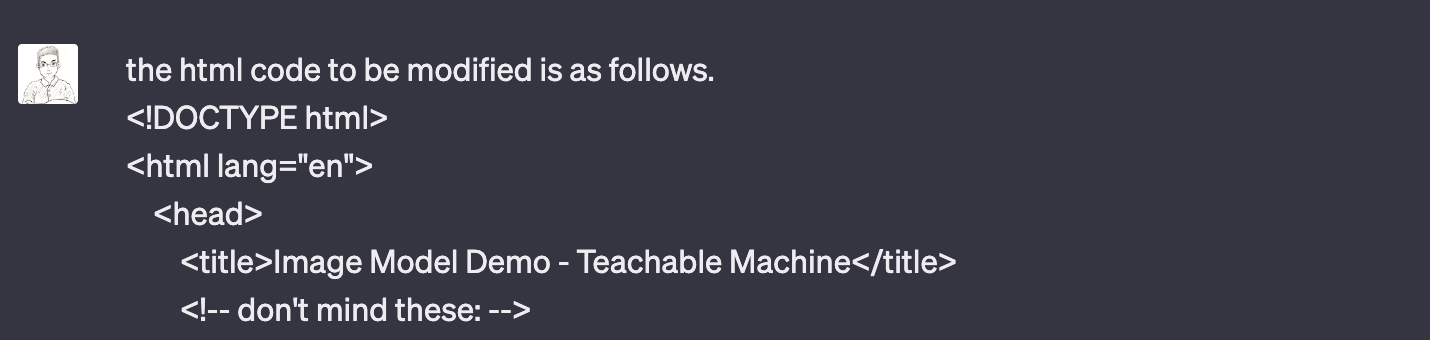 the html code to be modified is as follows.
<!DOCTYPE html>
<html lang="en">
<head>
<title>Image Model Demo - Teachable Machine</title>
<!-- don't mind these: -->